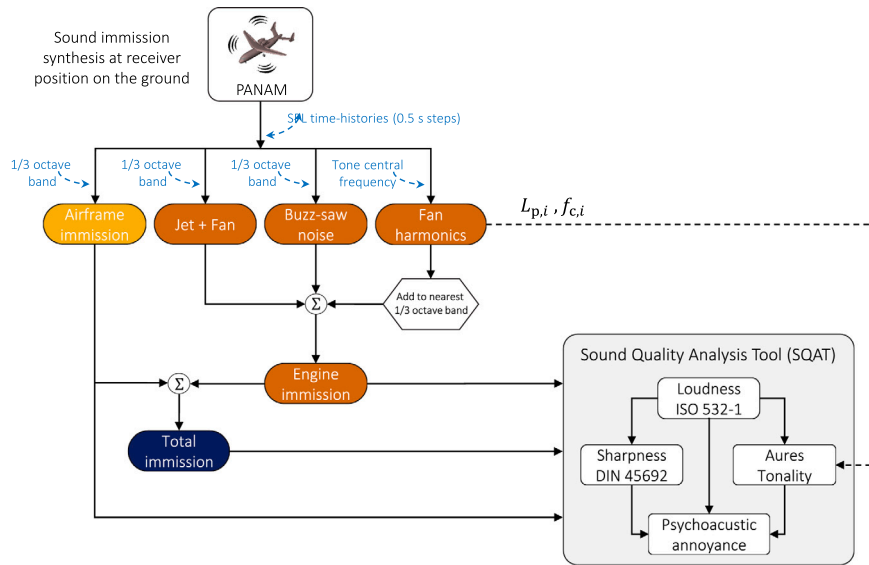 Sound immission
synthesis at receiver
position on the ground
PANAM
SPL time-histories (0.5 s steps)
1/3 octave
band
1/3 octave
band
1/3 octave
band
Tone central
frequency
Airframe
immission
Jet + Fan
Buzz-saw
noise
Fan
harmonics
L_{p,i} , f_{c,i}
Σ
Add to nearest
1/3 octave band
Engine
immission
Σ
Total
immission
Sound Quality Analysis Tool (SQAT)
Loudness
ISO 532-1
Sharpness
DIN 45692
Aures
Tonality
Psychoacustic
annoyance